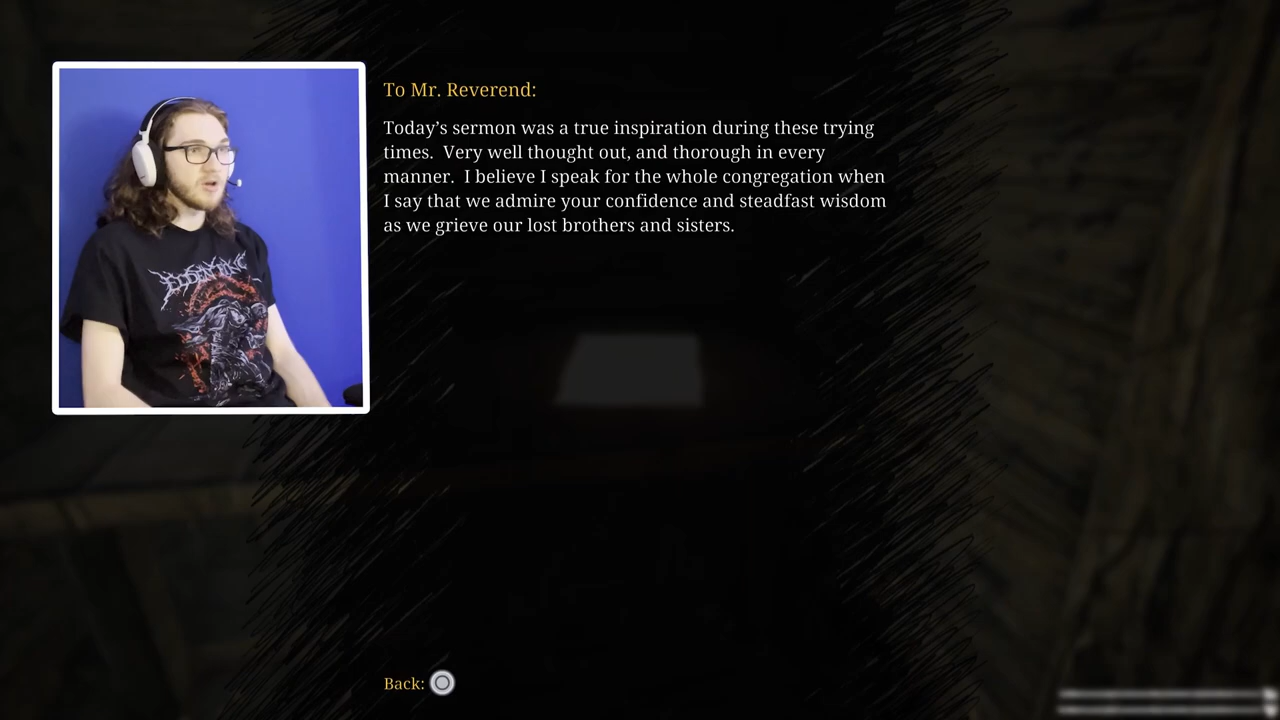 To Mr. Reverend:
Today’s sermon was a true inspiration during these trying
times.  Very well thought out, and thorough in every
manner.  I believe I speak for the whole congregation when
I say that we admire your confidence and steadfast wisdom
as we grieve our lost brothers and sisters.
Back: